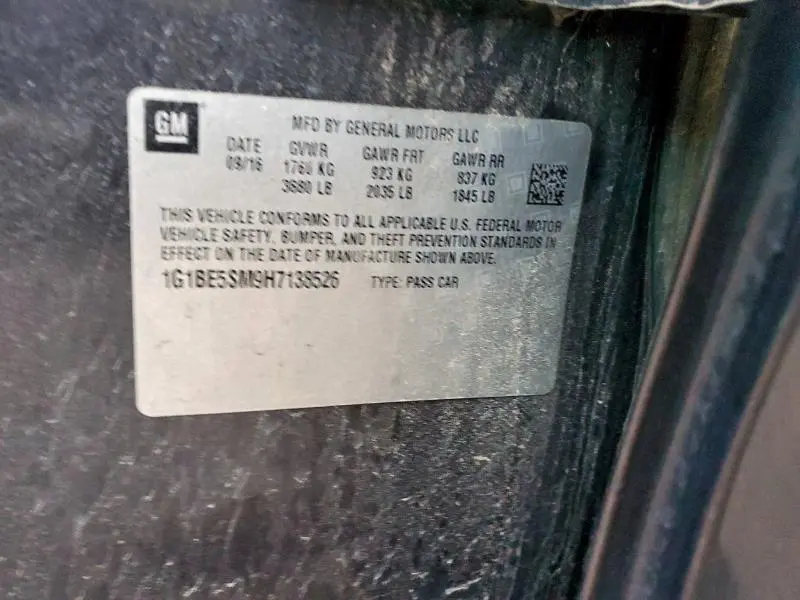 GM
MFD BY GENERAL MOTORS LLC
DATE GVWR GAWR FRT GAWR RR
09/16 1760 KG 923 KG 837 KG
3880 LB 2035 LB 1845 LB
THIS VEHICLE CONFORMS TO ALL APPLICABLE U.S. FEDERAL MOTOR
VEHICLE SAFETY, BUMPER, AND THEFT PREVENTION STANDARDS IN
EFFECT ON THE DATE OF MANUFACTURE SHOWN ABOVE.
1G1BE5SM9H7138526 TYPE: PASS CAR